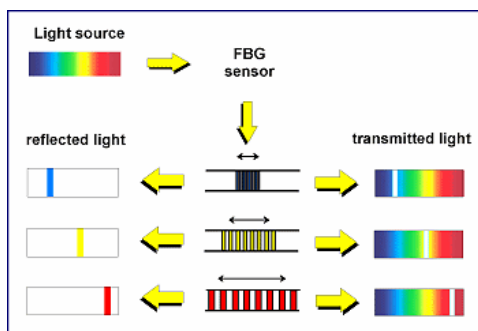 Light source
FBG
sensor
reflected light
transmitted light